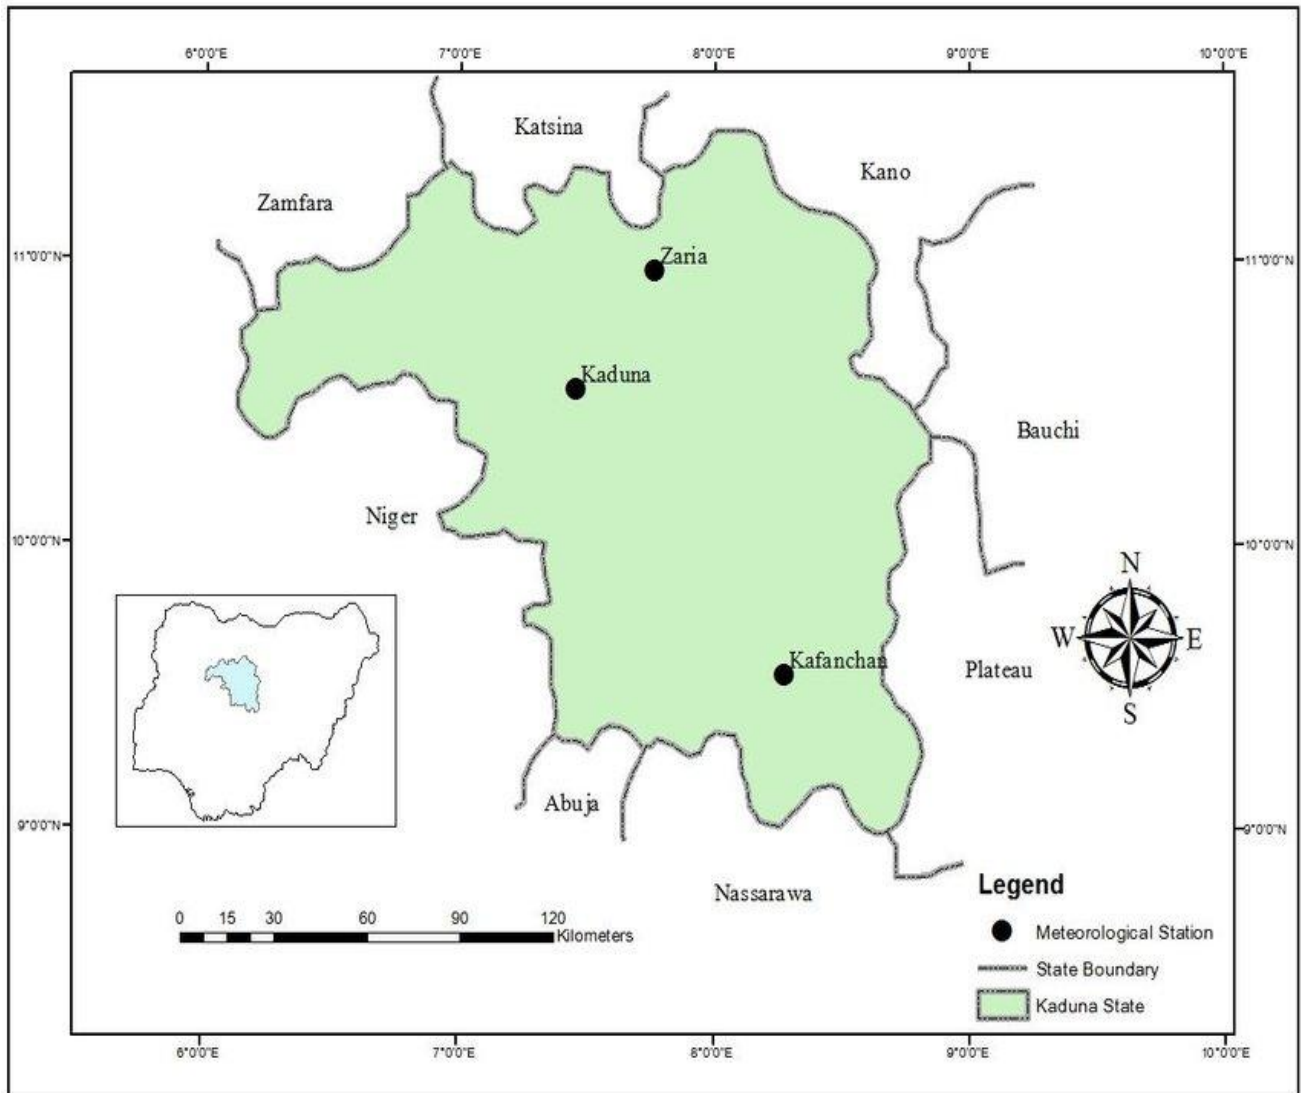 6°0'0"E 7°0'0"E 8°0'0"E 9°0'0"E 10°0'0"E
Katsina
Kano
Zamfara
11°0'0"N
Zaria
11°0'0"N
Kaduna
Bauchi
Niger
10°0'0"N
10°0'0"N
N
W E
S
Kafanchan
Plateau
Abuja
9°0'0"N
9°0'0"N
Nassarawa
Legend
Meteorological Station
State Boundary
Kaduna State
0 15 30 60 90 120
Kilometers
6°0'0"E 7°0'0"E 8°0'0"E 9°0'0"E 10°0'0"E